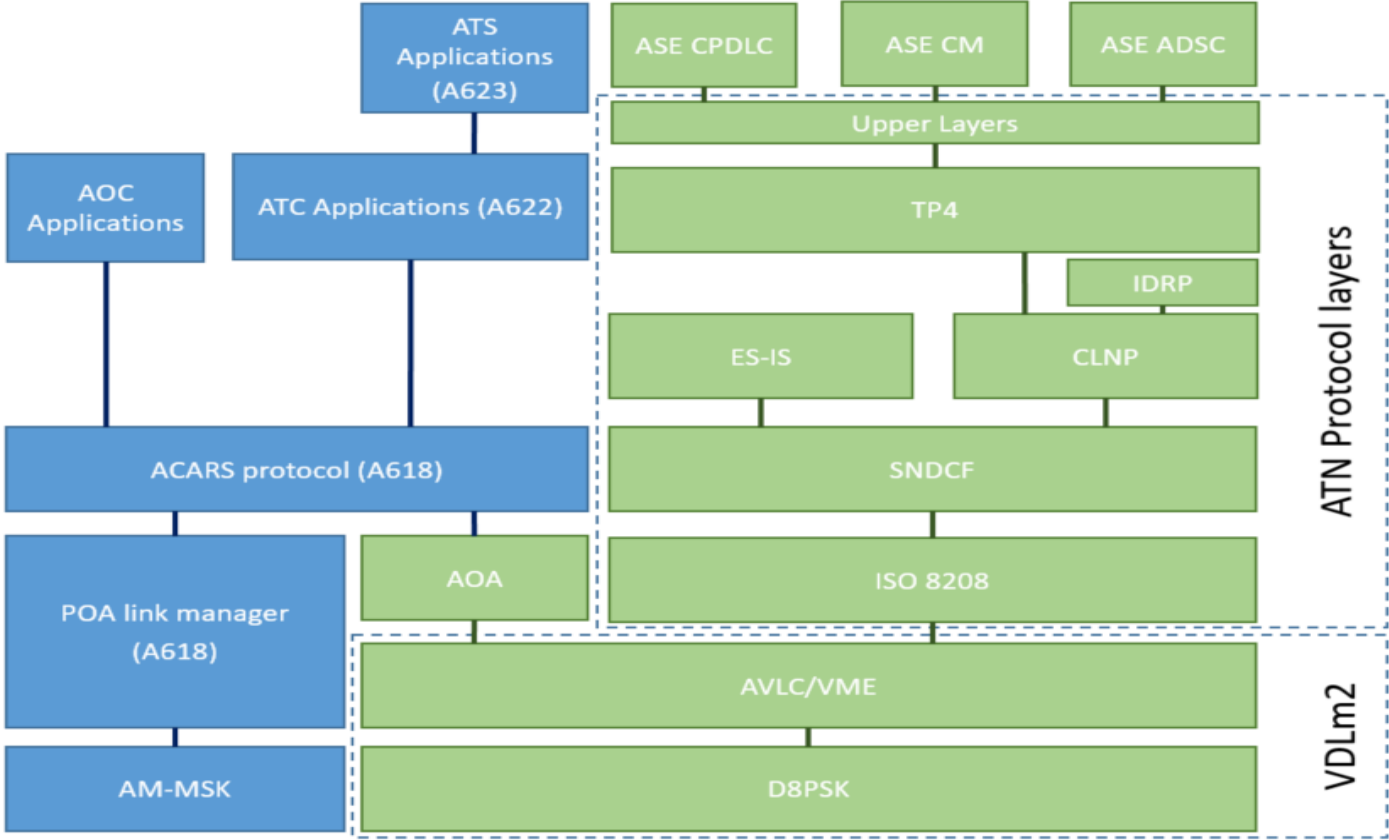 ATS
Applications
(A623)
ASE CPDLC
ASE CM
ASE ADSC
Upper Layers
AOC
Applications
ATC Applications (A622)
TP4
IDRP
ES-IS
CLNP
ACARS protocol (A618)
SNDCF
POA link manager
(A618)
AOA
ISO 8208
AVLC/VME
AM-MSK
D8PSK
ATN Protocol layers
VDLm2